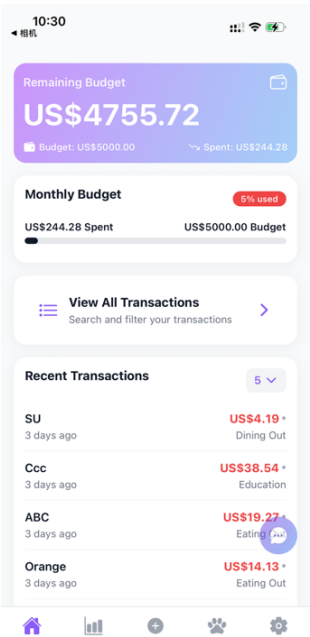 10:30
◀ 相机
Remaining Budget
US$4755.72
Budget: US$5000.00 Spent: US$244.28
Monthly Budget 5% used
US$244.28 Spent US$5000.00 Budget
View All Transactions
Search and filter your transactions
Recent Transactions 5
SU US$4.19
3 days ago Dining Out
Ccc US$38.54
3 days ago Education
ABC US$19.27
3 days ago Eating Out
Orange US$14.13
3 days ago Eating Out